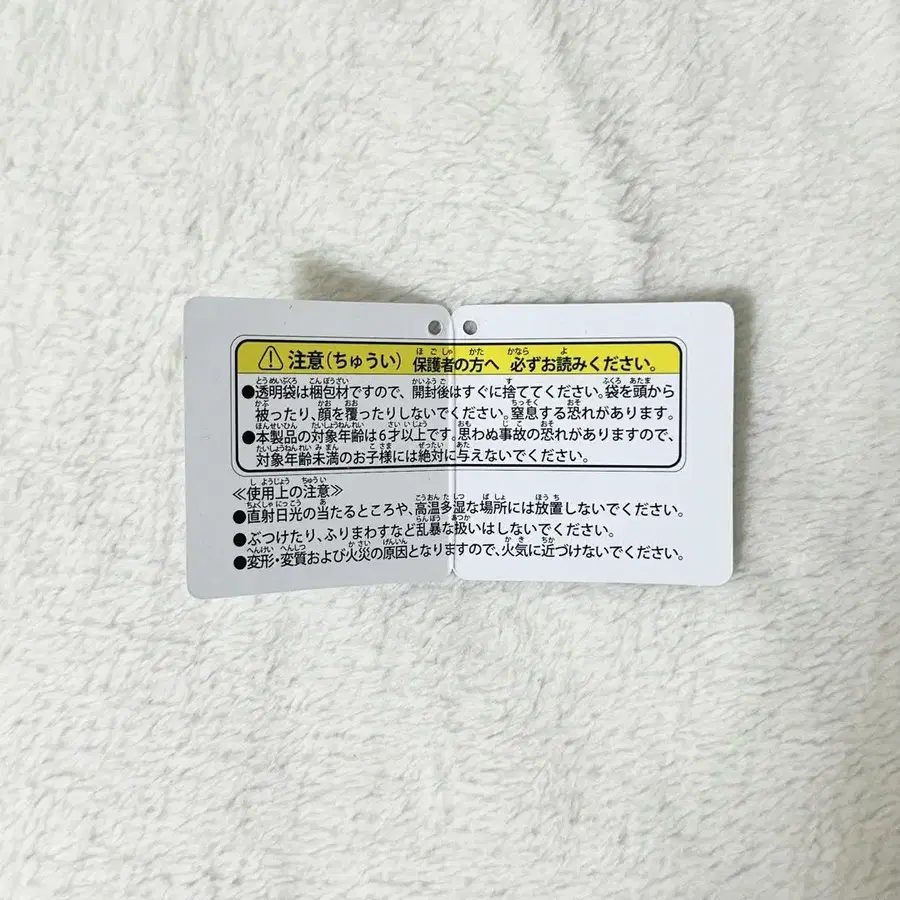 注意(ちゅうい) 保護者の方へ 必ずお読みください。
●透明袋は梱包材ですので、開封後はすぐに捨ててください。袋を頭から
被ったり、顔を覆ったりしないでください。窒息する恐れがあります。
●本製品の対象年齢は6才以上です。思わぬ事故の恐れがありますので、
対象年齢未満のお子様には絶対に与えないでください。
≪使用上の注意≫
●直射日光の当たるところや、高温多湿な場所には放置しないでください。
●ぶつけたり、ふりまわすなど乱暴な扱いはしないでください。
●変形・変質および火災の原因となりますので、火気に近づけないでください。